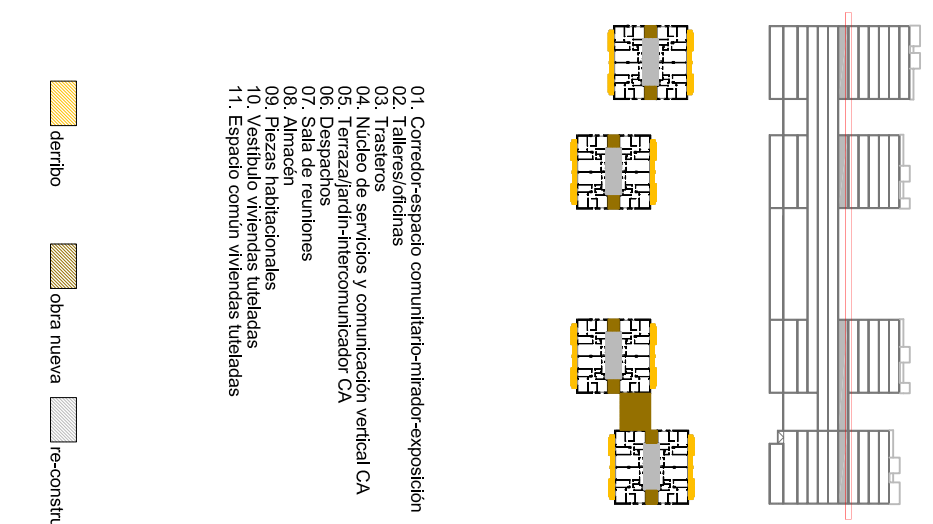 01. Corredor-espacio comunitario-mirador-exposición
02. Talleres/oficinas
03. Trasteros
04. Núcleo de servicios y comunicación vertical CA
05. Terraza/jardín-intercomunicador CA
06. Despachos
07. Sala de reuniones
08. Almacén
09. Piezas habitacionales
10. Vestíbulo viviendas tuteladas
11. Espacio común viviendas tuteladas
derribo
obra nueva